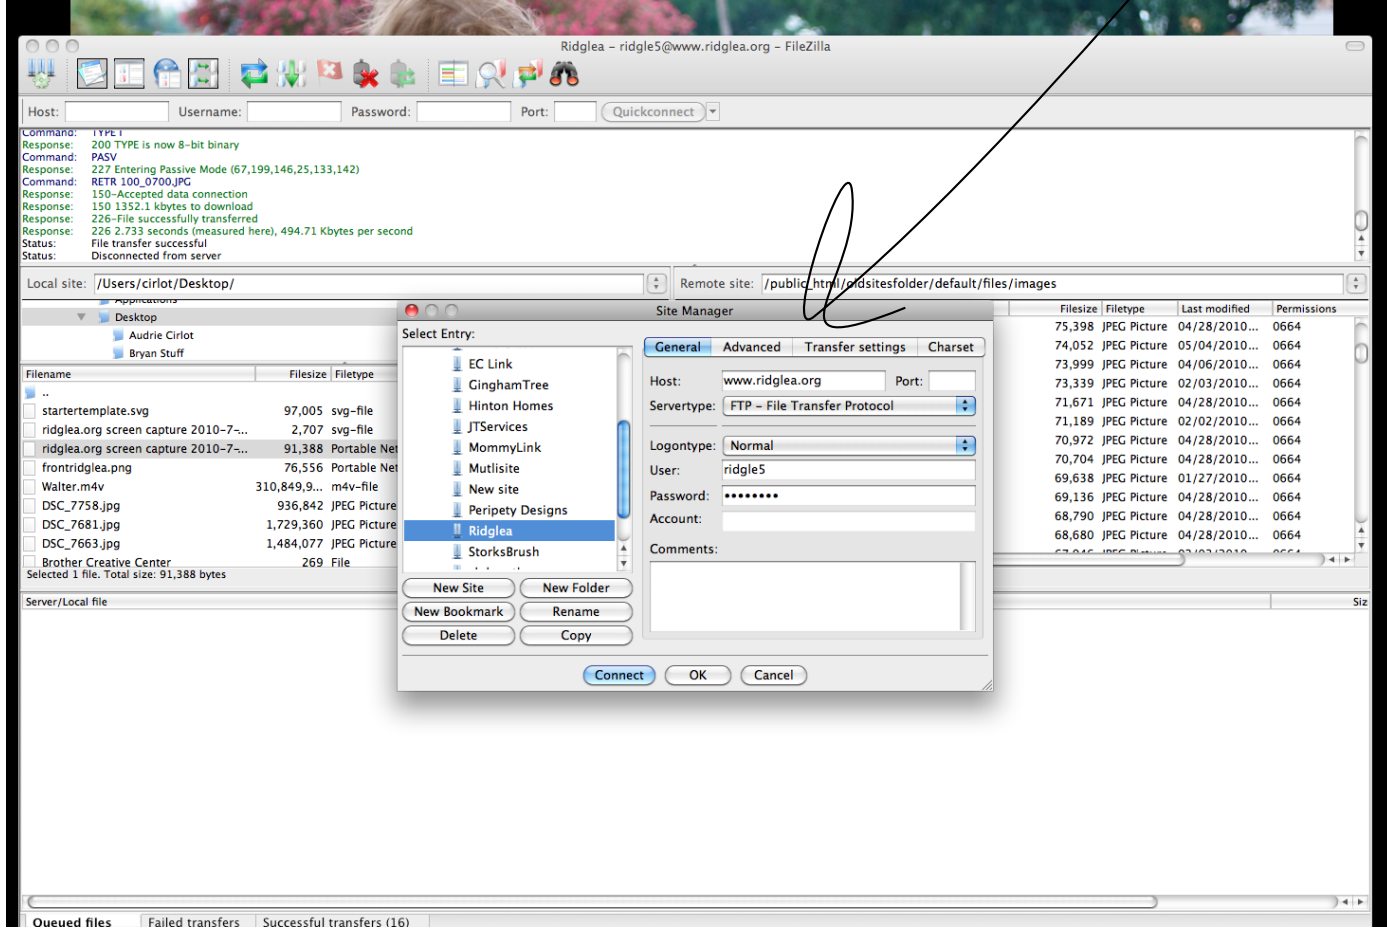 Ridglea – ridgle5@www.ridglea.org – FileZilla
Host: Username: Password: Port: Quickconnect
Command: TYPE I
Response: 200 TYPE is now 8-bit binary
Command: PASV
Response: 227 Entering Passive Mode (67,199,146,25,133,142)
Command: RETR 100_0700.JPG
Response: 150-Accepted data connection
Response: 150 1352.1 kbytes to download
Response: 226-File successfully transferred
Response: 226 2.733 seconds (measured here), 494.71 Kbytes per second
Status: File transfer successful
Status: Disconnected from server
Local site: /Users/cirlot/Desktop/
Remote site: /public_html/oldsitesfolder/default/files/images
Applications
Desktop
Audrie Cirlot
Bryan Stuff
Filename Filesize Filetype
..
startertemplate.svg 97,005 svg-file
ridglea.org screen capture 2010-7-... 2,707 svg-file
ridglea.org screen capture 2010-7-... 91,388 Portable Net
frontridglea.png 76,556 Portable Net
Walter.m4v 310,849,9... m4v-file
DSC_7758.jpg 936,842 JPEG Picture
DSC_7681.jpg 1,729,360 JPEG Picture
DSC_7663.jpg 1,484,077 JPEG Picture
Brother Creative Center 269 File
Selected 1 file. Total size: 91,388 bytes
Site Manager
Select Entry:
EC Link
GinghamTree
Hinton Homes
JTServices
MommyLink
Mutlisite
New site
Peripety Designs
Ridglea
StorksBrush
New Site New Folder
New Bookmark Rename
Delete Copy
General Advanced Transfer settings Charset
Host: www.ridglea.org Port:
Servertype: FTP – File Transfer Protocol
Logontype: Normal
User: ridgle5
Password: ••••••••
Account:
Comments:
Connect OK Cancel
Filesize Filetype Last modified Permissions
75,398 JPEG Picture 04/28/2010... 0664
74,052 JPEG Picture 05/04/2010... 0664
73,999 JPEG Picture 04/06/2010... 0664
73,339 JPEG Picture 02/03/2010... 0664
71,671 JPEG Picture 04/28/2010... 0664
71,189 JPEG Picture 02/02/2010... 0664
70,972 JPEG Picture 04/28/2010... 0664
70,704 JPEG Picture 04/28/2010... 0664
69,638 JPEG Picture 01/27/2010... 0664
69,136 JPEG Picture 04/28/2010... 0664
68,790 JPEG Picture 04/28/2010... 0664
68,680 JPEG Picture 04/28/2010... 0664
Server/Local file Siz
Queued files Failed transfers Successful transfers (16)